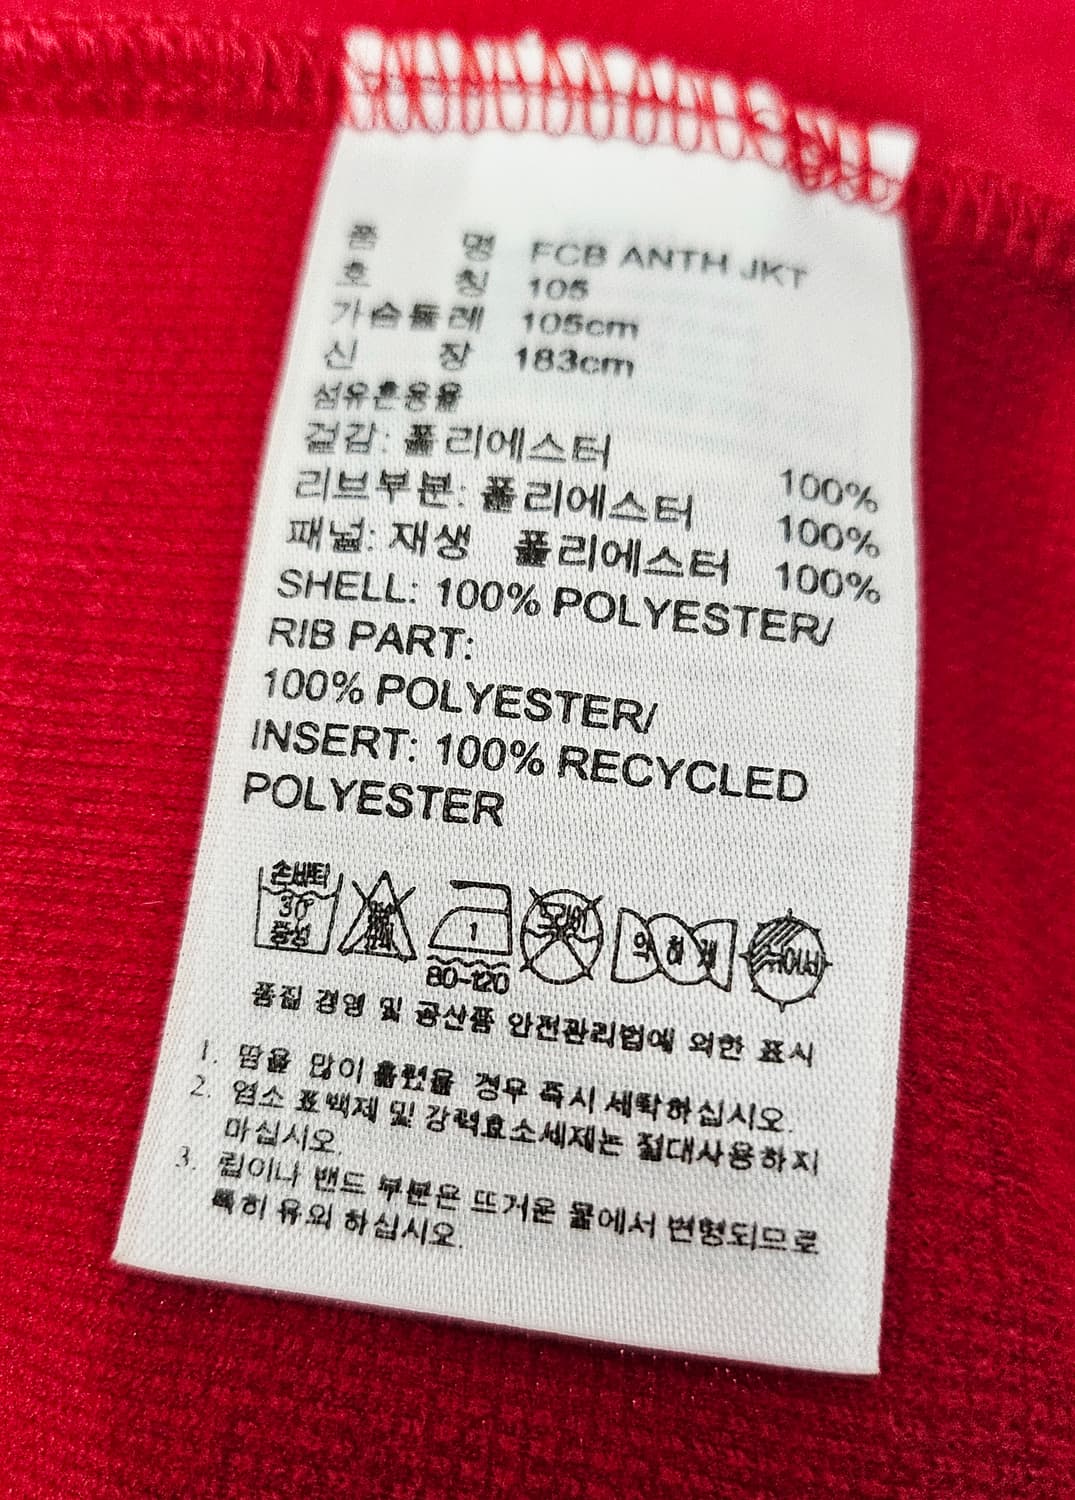 품 명 FCB ANTH JKT
호 칭 105
가슴둘레 105cm
신 장 183cm
섬유혼용율
겉감: 폴리에스터 100%
리브부분: 폴리에스터 100%
패널: 재생 폴리에스터 100%
SHELL: 100% POLYESTER/
RIB PART:
100% POLYESTER/
INSERT: 100% RECYCLED
POLYESTER
손세탁 30° 중성 1 80~120 드라이 뉘어서
품질 경영 및 공산품 안전관리법에 의한 표시
1. 땀을 많이 흘렸을 경우 즉시 세탁하십시오.
2. 염소 표백제 및 강력효소세제는 절대사용하지
마십시오.
3. 립이나 밴드 부분은 뜨거운 물에서 변형되므로
특히 유의 하십시오.